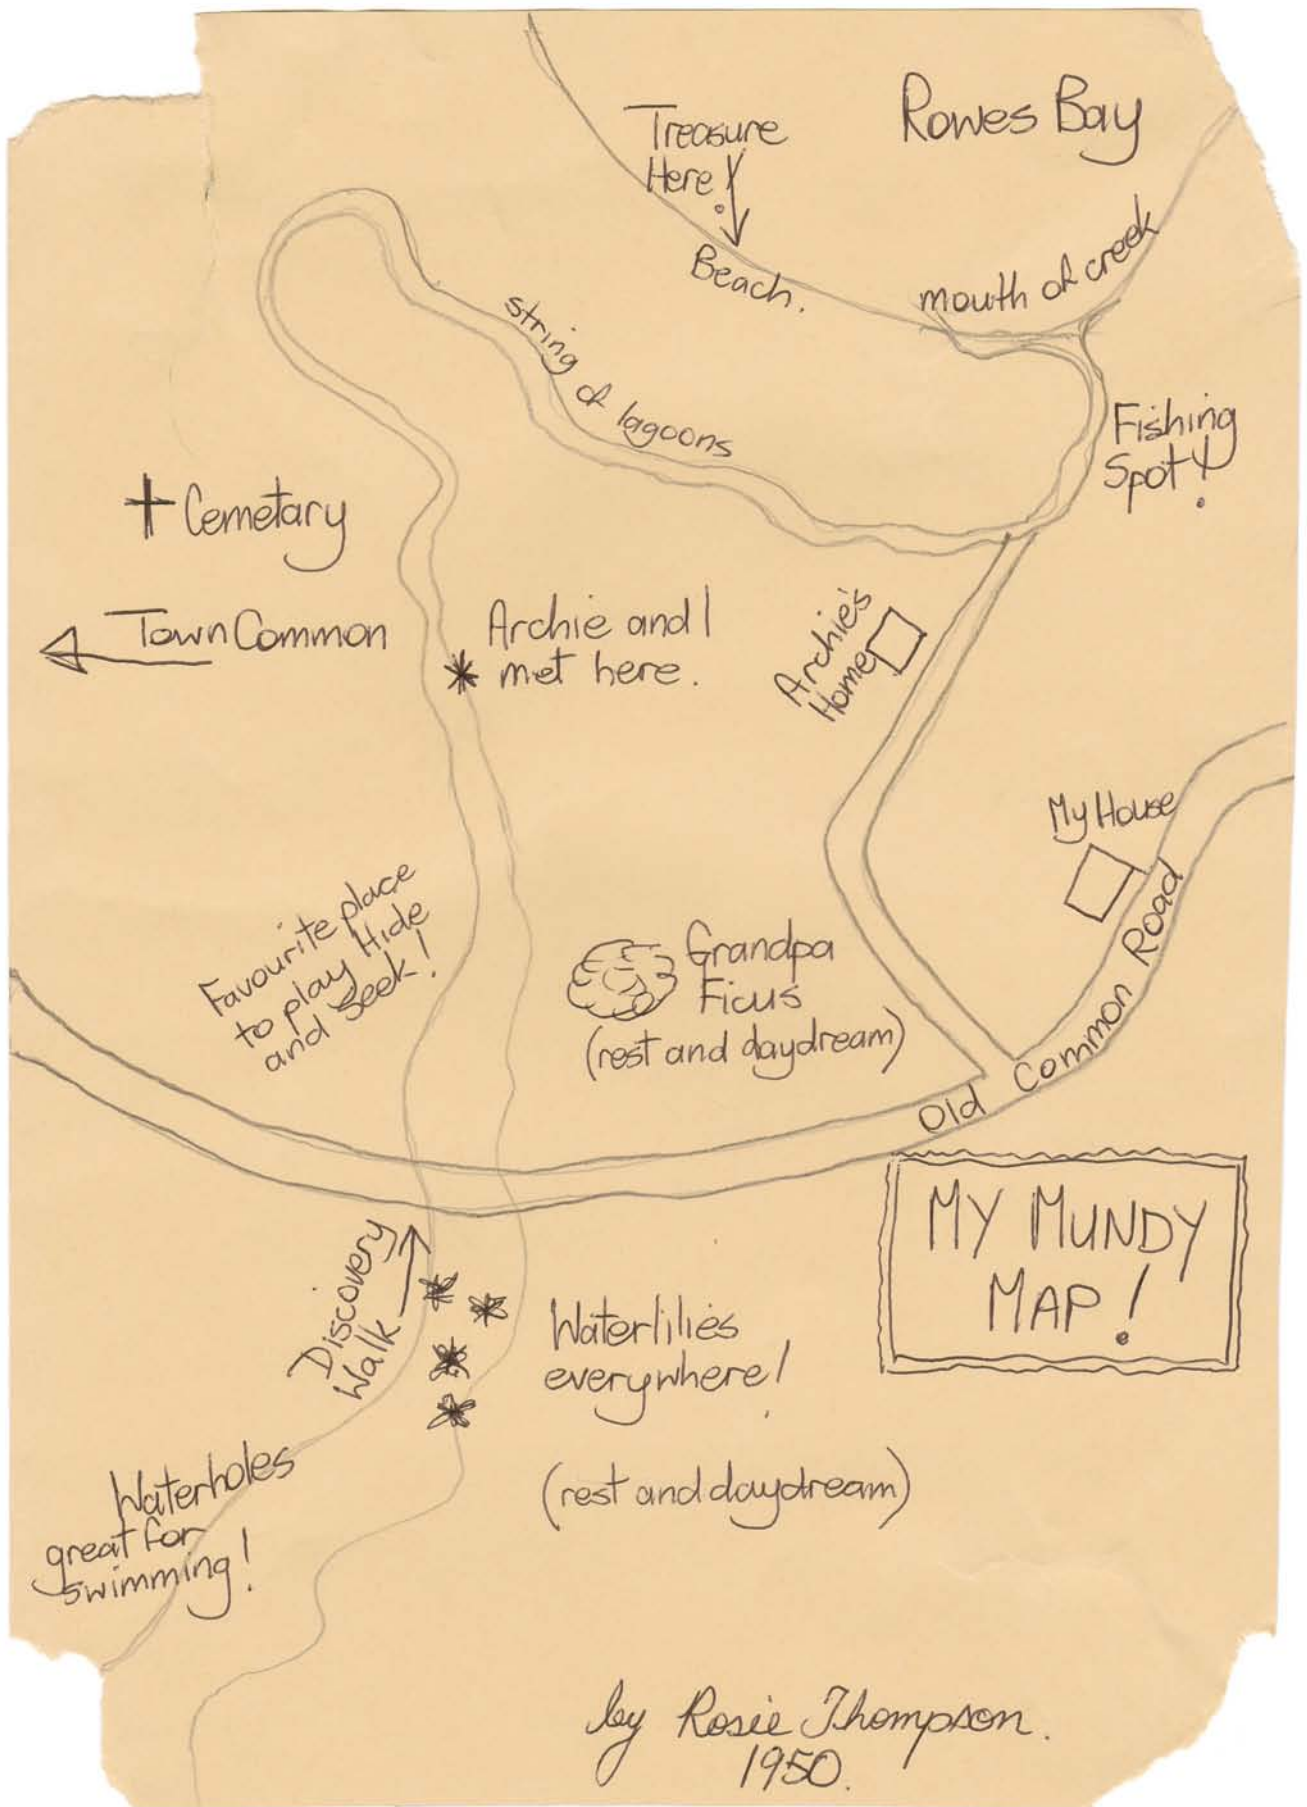 Rowes Bay
Treasure
Here!
Beach.
mouth of creek
string of lagoons
Fishing
Spot!
Cemetary
Town Common
Archie and I
met here.
Archie's
Home
My House
Favourite place
to play Hide
and Seek!
Grandpa
Ficus
(rest and daydream)
Old Common Road
MY MUNDY
MAP!
Discovery
Walk
Waterlilies
everywhere!
(rest and daydream)
Waterholes
great for
swimming!
by Rosie Thompson.
1950.